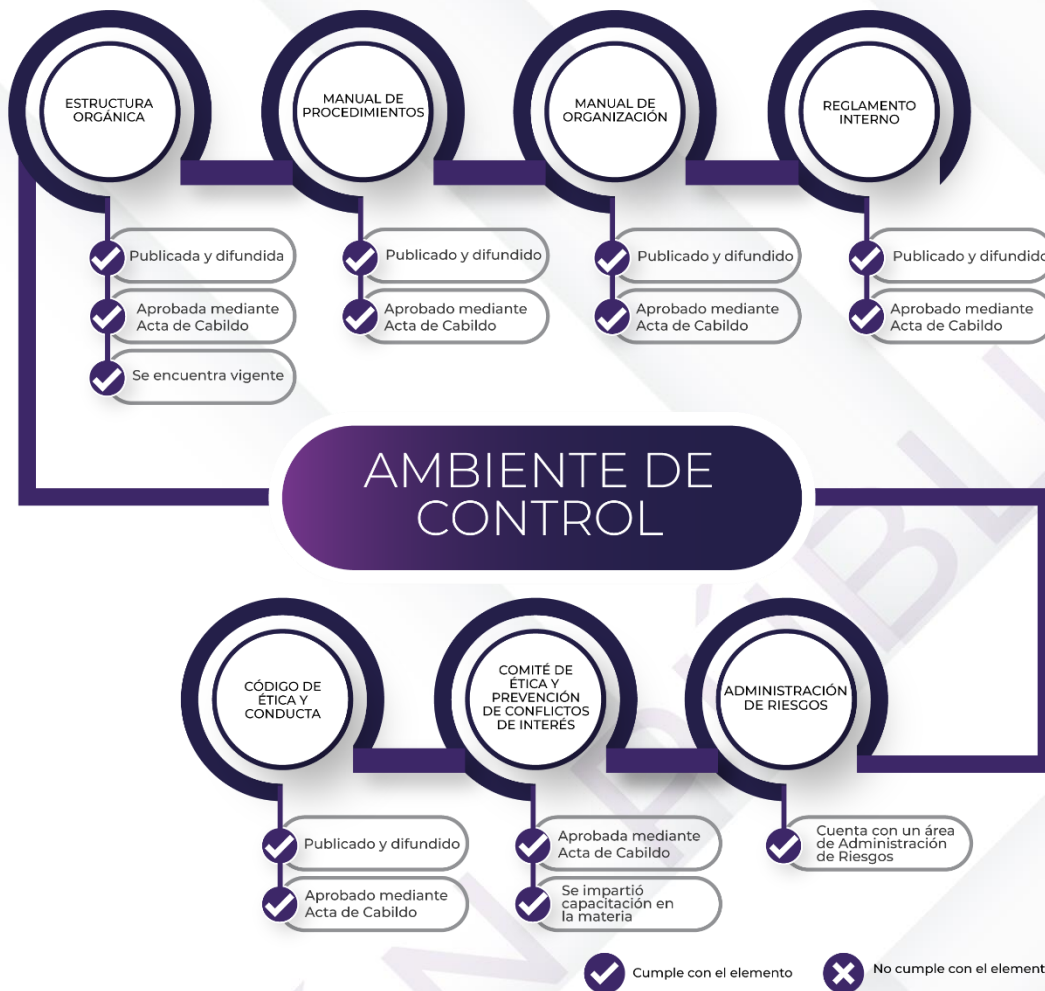 ESTRUCTURA
ORGÁNICA
MANUAL DE
PROCEDIMIENTOS
MANUAL DE
ORGANIZACIÓN
REGLAMENTO
INTERNO
Publicada y difundida
Aprobada mediante
Acta de Cabildo
Se encuentra vigente
Publicado y difundido
Aprobado mediante
Acta de Cabildo
Publicado y difundido
Aprobado mediante
Acta de Cabildo
Publicado y difundido
Aprobado mediante
Acta de Cabildo
AMBIENTE DE
CONTROL
CÓDIGO DE
ÉTICA Y
CONDUCTA
COMITÉ DE
ÉTICA Y
PREVENCIÓN
DE CONFLICTOS
DE INTERÉS
ADMINISTRACIÓN
DE RIESGOS
Publicado y difundido
Aprobado mediante
Acta de Cabildo
Aprobada mediante
Acta de Cabildo
Se impartió
capacitación en
la materia
Cuenta con un área
de Administración
de Riesgos
Cumple con el elemento
No cumple con el element